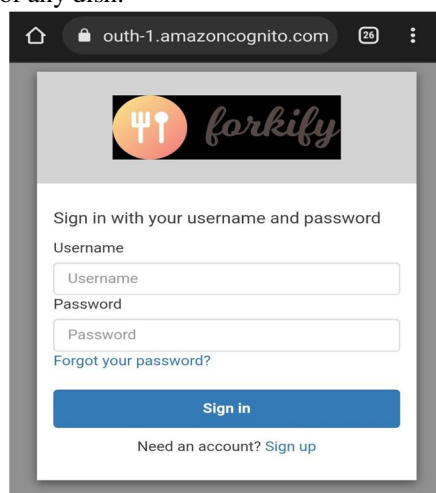 of any dish.
outh-1.amazoncognito.com 26
forkify
Sign in with your username and password
Username
Username
Password
Password
Forgot your password?
Sign in
Need an account? Sign up